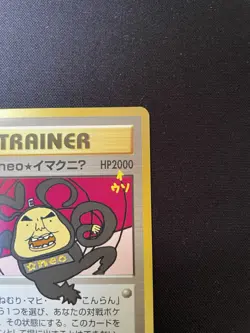 TRAINER
neo★イマクニ?
HP2000
ウソ
neo
ねむり・マヒ・ こんらん」
ら1つを選び、あなたの対戦ポケ
、その状態にする。このカードを